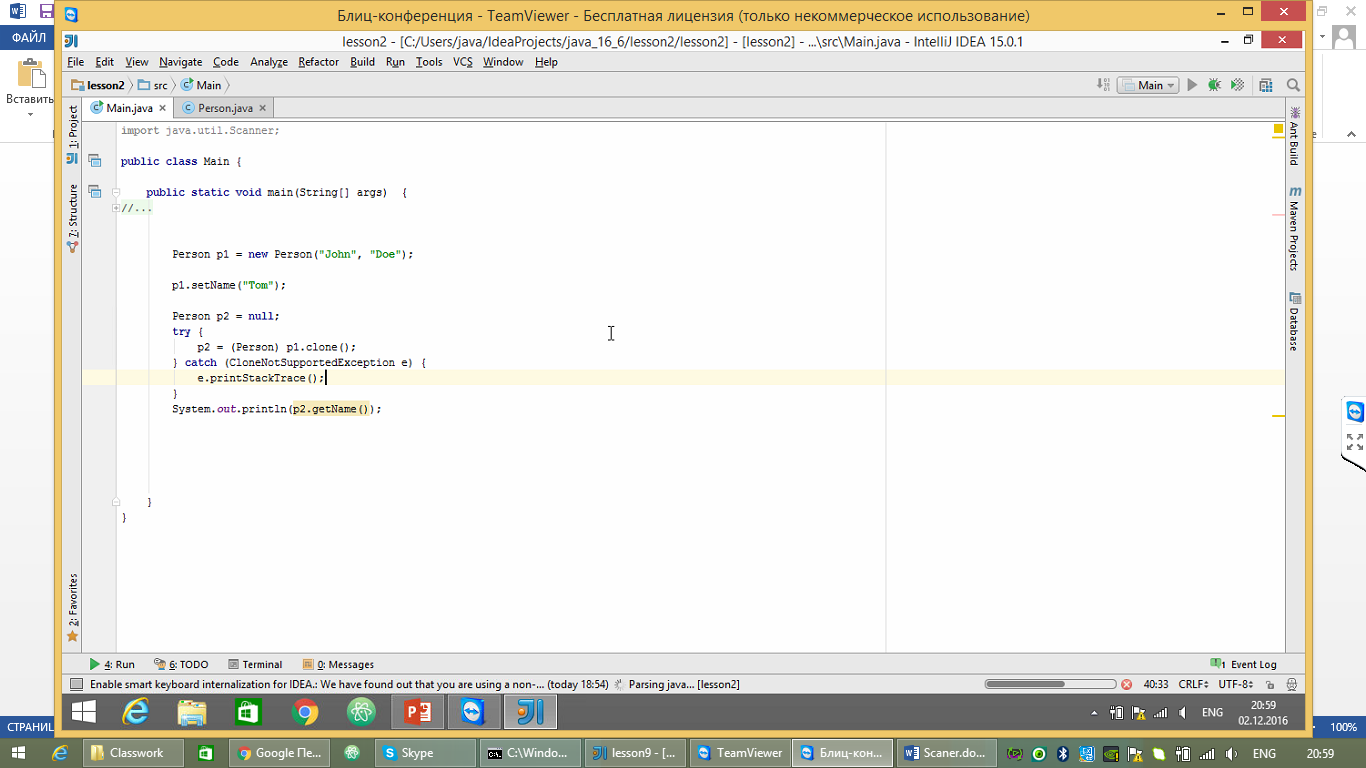 Блиц-конференция - TeamViewer - Бесплатная лицензия (только некоммерческое использование)
ФАЙЛ
lesson2 - [C:/Users/java/IdeaProjects/java_16_6/lesson2/lesson2] - [lesson2] - ...\src\Main.java - IntelliJ IDEA 15.0.1
File Edit View Navigate Code Analyze Refactor Build Run Tools VCS Window Help
Вставить
lesson2 src Main
Main
Main.java Person.java
1: Project
7: Structure
2: Favorites
Ant Build
Maven Projects
Database
import java.util.Scanner;
public class Main {
public static void main(String[] args) {
//...
Person p1 = new Person("John", "Doe");
p1.setName("Tom");
Person p2 = null;
try {
p2 = (Person) p1.clone();
} catch (CloneNotSupportedException e) {
e.printStackTrace();
}
System.out.println(p2.getName());
}
}
4: Run 6: TODO Terminal 0: Messages 1 Event Log
Enable smart keyboard internalization for IDEA.: We have found out that you are using a non-... (today 18:54) Parsing java... [lesson2] 40:33 CRLF UTF-8
ENG 20:59
02.12.2016
СТРАНИЦ 100%
Classwork Google Пе... Skype C:\Windo... lesson9 - [... TeamViewer Блиц-кон... Scaner.do... ENG 20:59